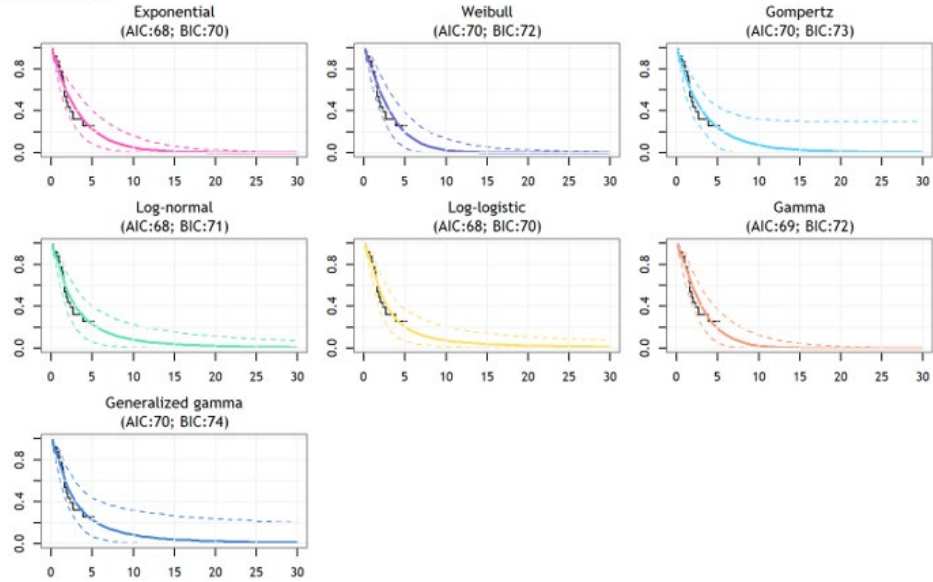 Exponential
(AIC:68; BIC:70)
Weibull
(AIC:70; BIC:72)
Gompertz
(AIC:70; BIC:73)
0.8
0.4
0.0
0 5 10 15 20 25 30
0.8
0.4
0.0
0 5 10 15 20 25 30
0.8
0.4
0.0
0 5 10 15 20 25 30
Log-normal
(AIC:68; BIC:71)
Log-logistic
(AIC:68; BIC:70)
Gamma
(AIC:69; BIC:72)
0.8
0.4
0.0
0 5 10 15 20 25 30
0.8
0.4
0.0
0 5 10 15 20 25 30
0.8
0.4
0.0
0 5 10 15 20 25 30
Generalized gamma
(AIC:70; BIC:74)
0.8
0.4
0.0
0 5 10 15 20 25 30